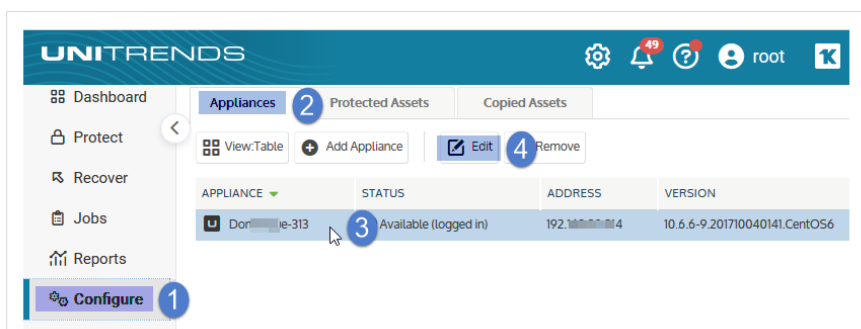 UNITRENDS
49
root
Dashboard
Appliances 2 Protected Assets Copied Assets
Protect
View:Table Add Appliance Edit 4 Remove
Recover
APPLIANCE STATUS ADDRESS VERSION
Jobs
Don e-313 3 Available (logged in) 192. 4 10.6.6-9.201710040141.CentOS6
Reports
Configure 1